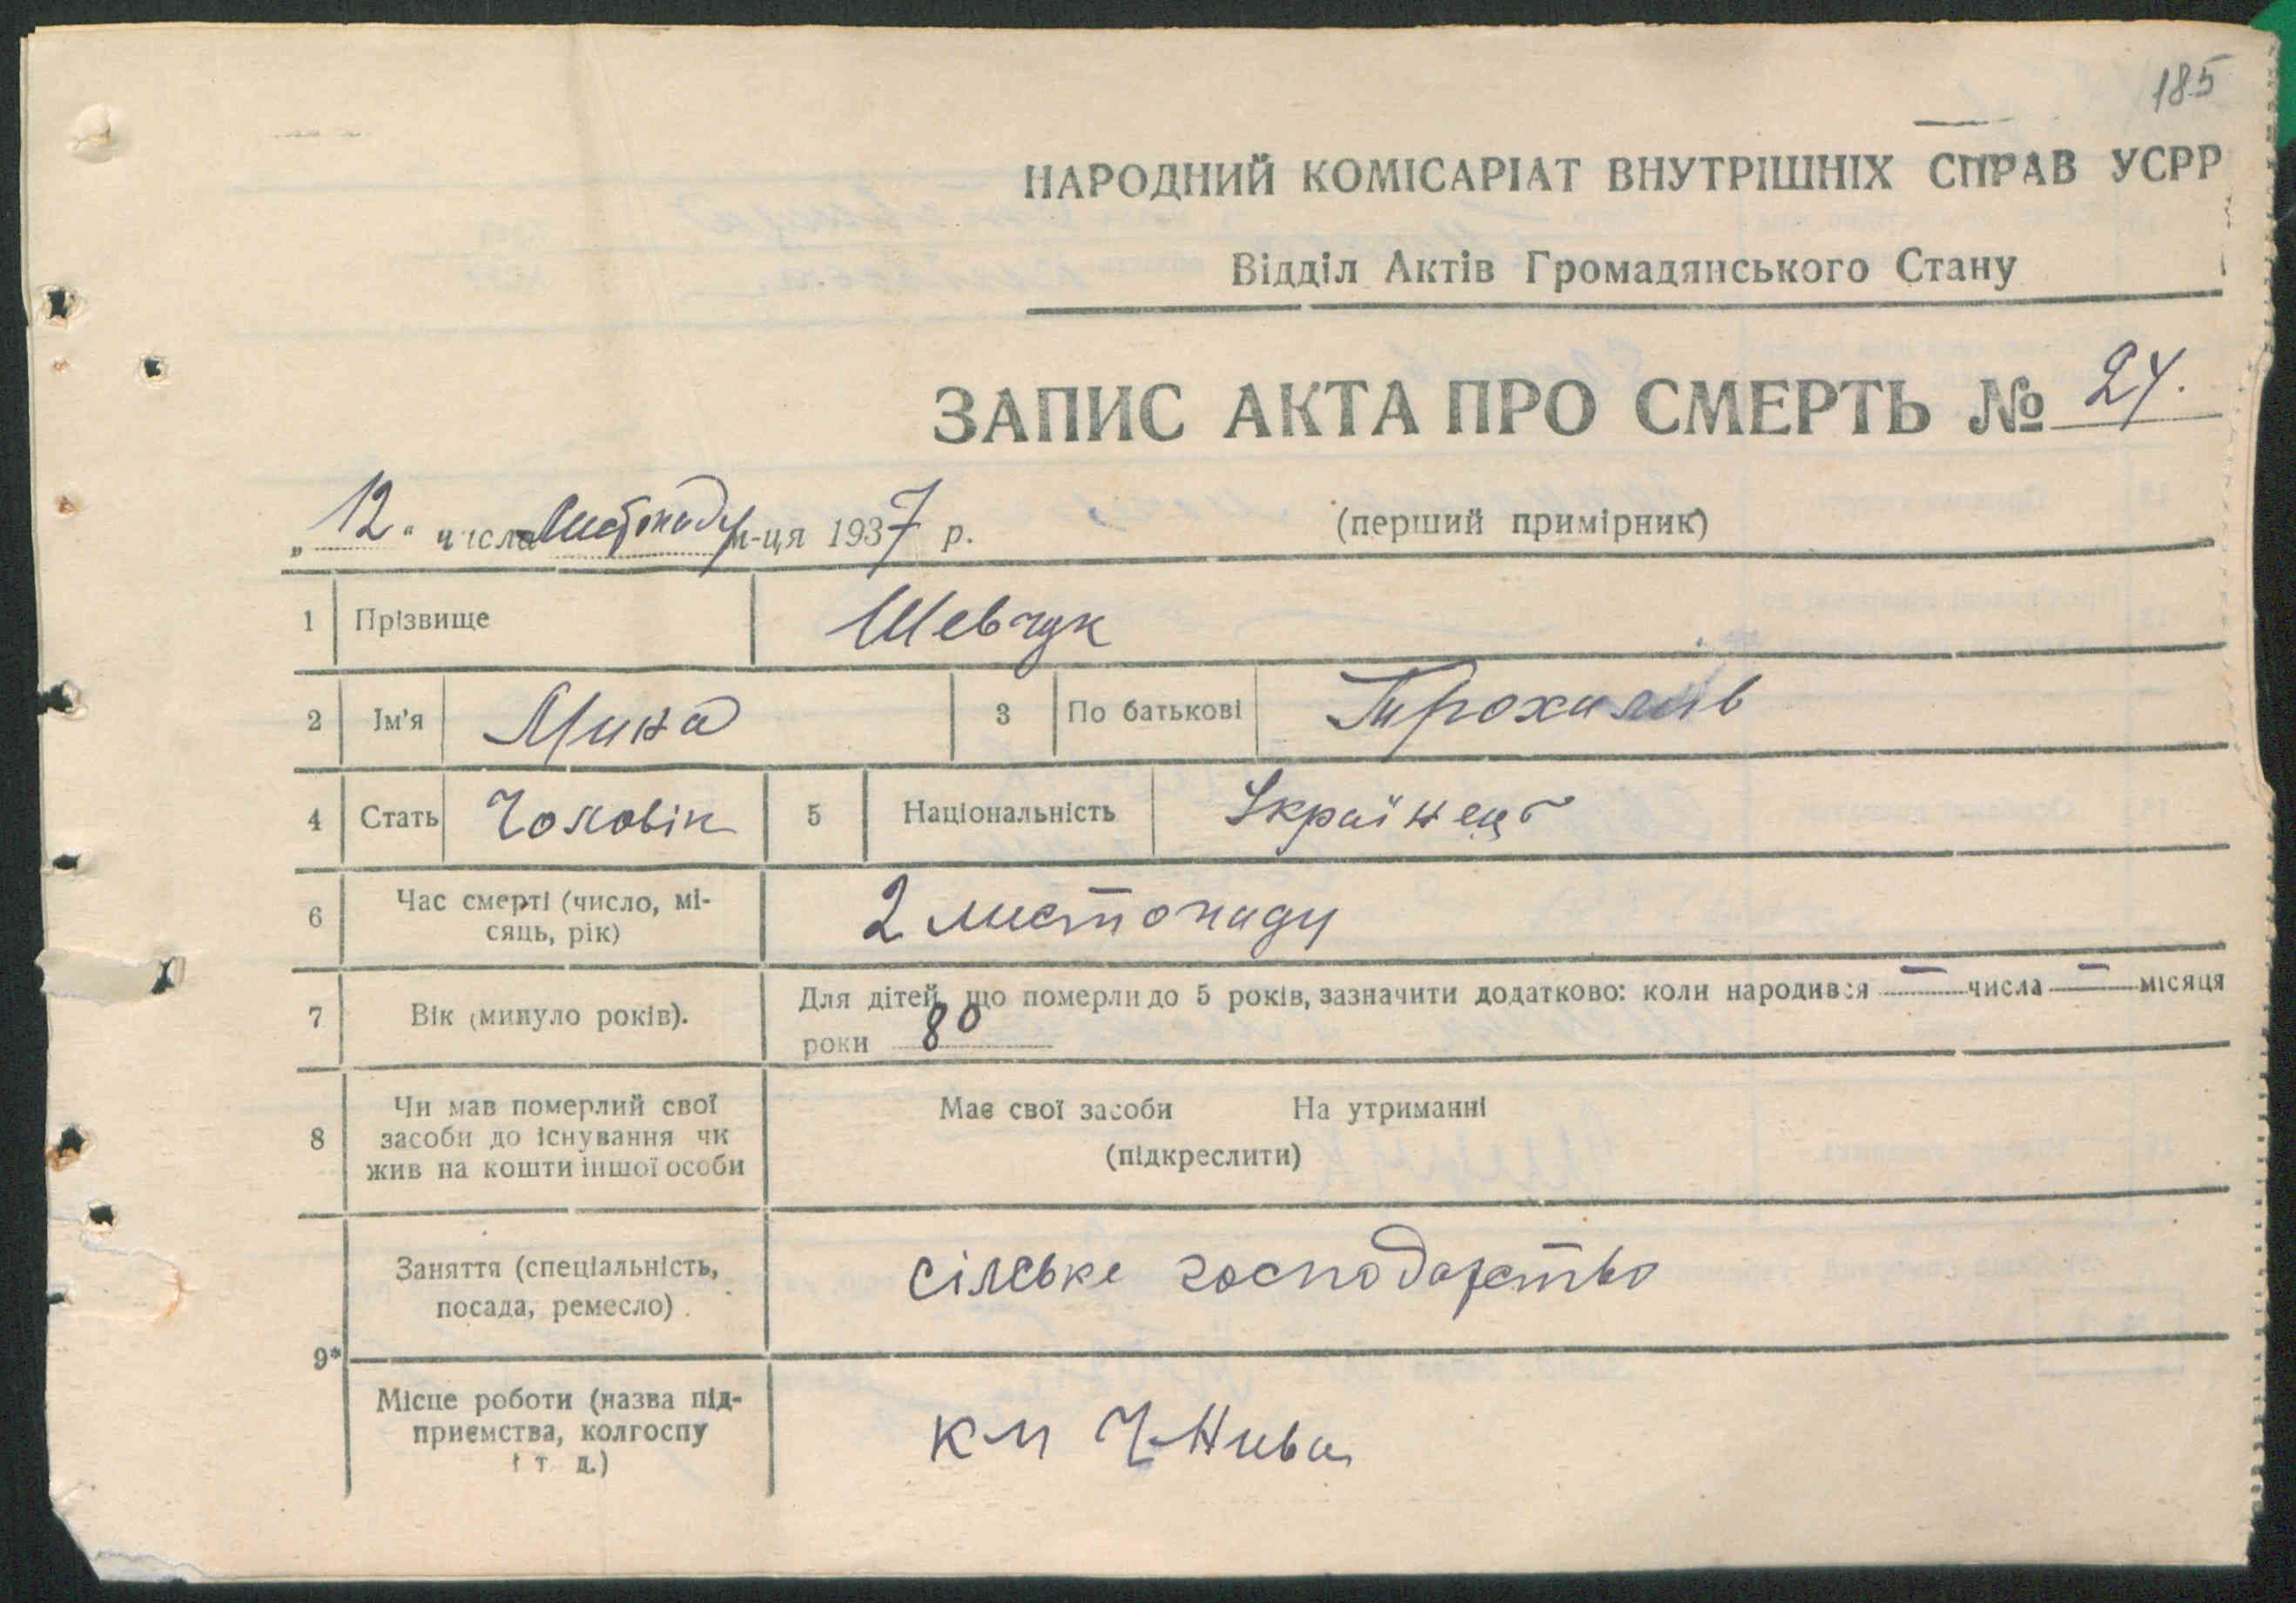 185
НАРОДНИЙ КОМІСАРІАТ ВНУТРІШНІХ СПРАВ УСРР
Відділ Актів Громадянського Стану
ЗАПИС АКТА ПРО СМЕРТЬ № 24.
„12“ числа Листопаду м-ця 1937 р. (перший примірник)
1 Прізвище Шевчук
2 Ім'я Мина 3 По батькові
4 Стать Чоловік 5 Національність Українець
6 Час смерті (число, мі-
сяць, рік) 2 листопаду
7 Вік (минуло років). Для дітей, що померли до 5 років, зазначити додатково: коли народився — числа — місяця
роки 80
8 Чи мав померлий свої
засоби до існування чи
жив на кошти іншої особи
Має свої засоби На утриманні
(підкреслити)
9*
Заняття (спеціальність,
посада, ремесло). сілське господарство
Місце роботи (назва під-
приємства, колгоспу
і т. д.)
Нива